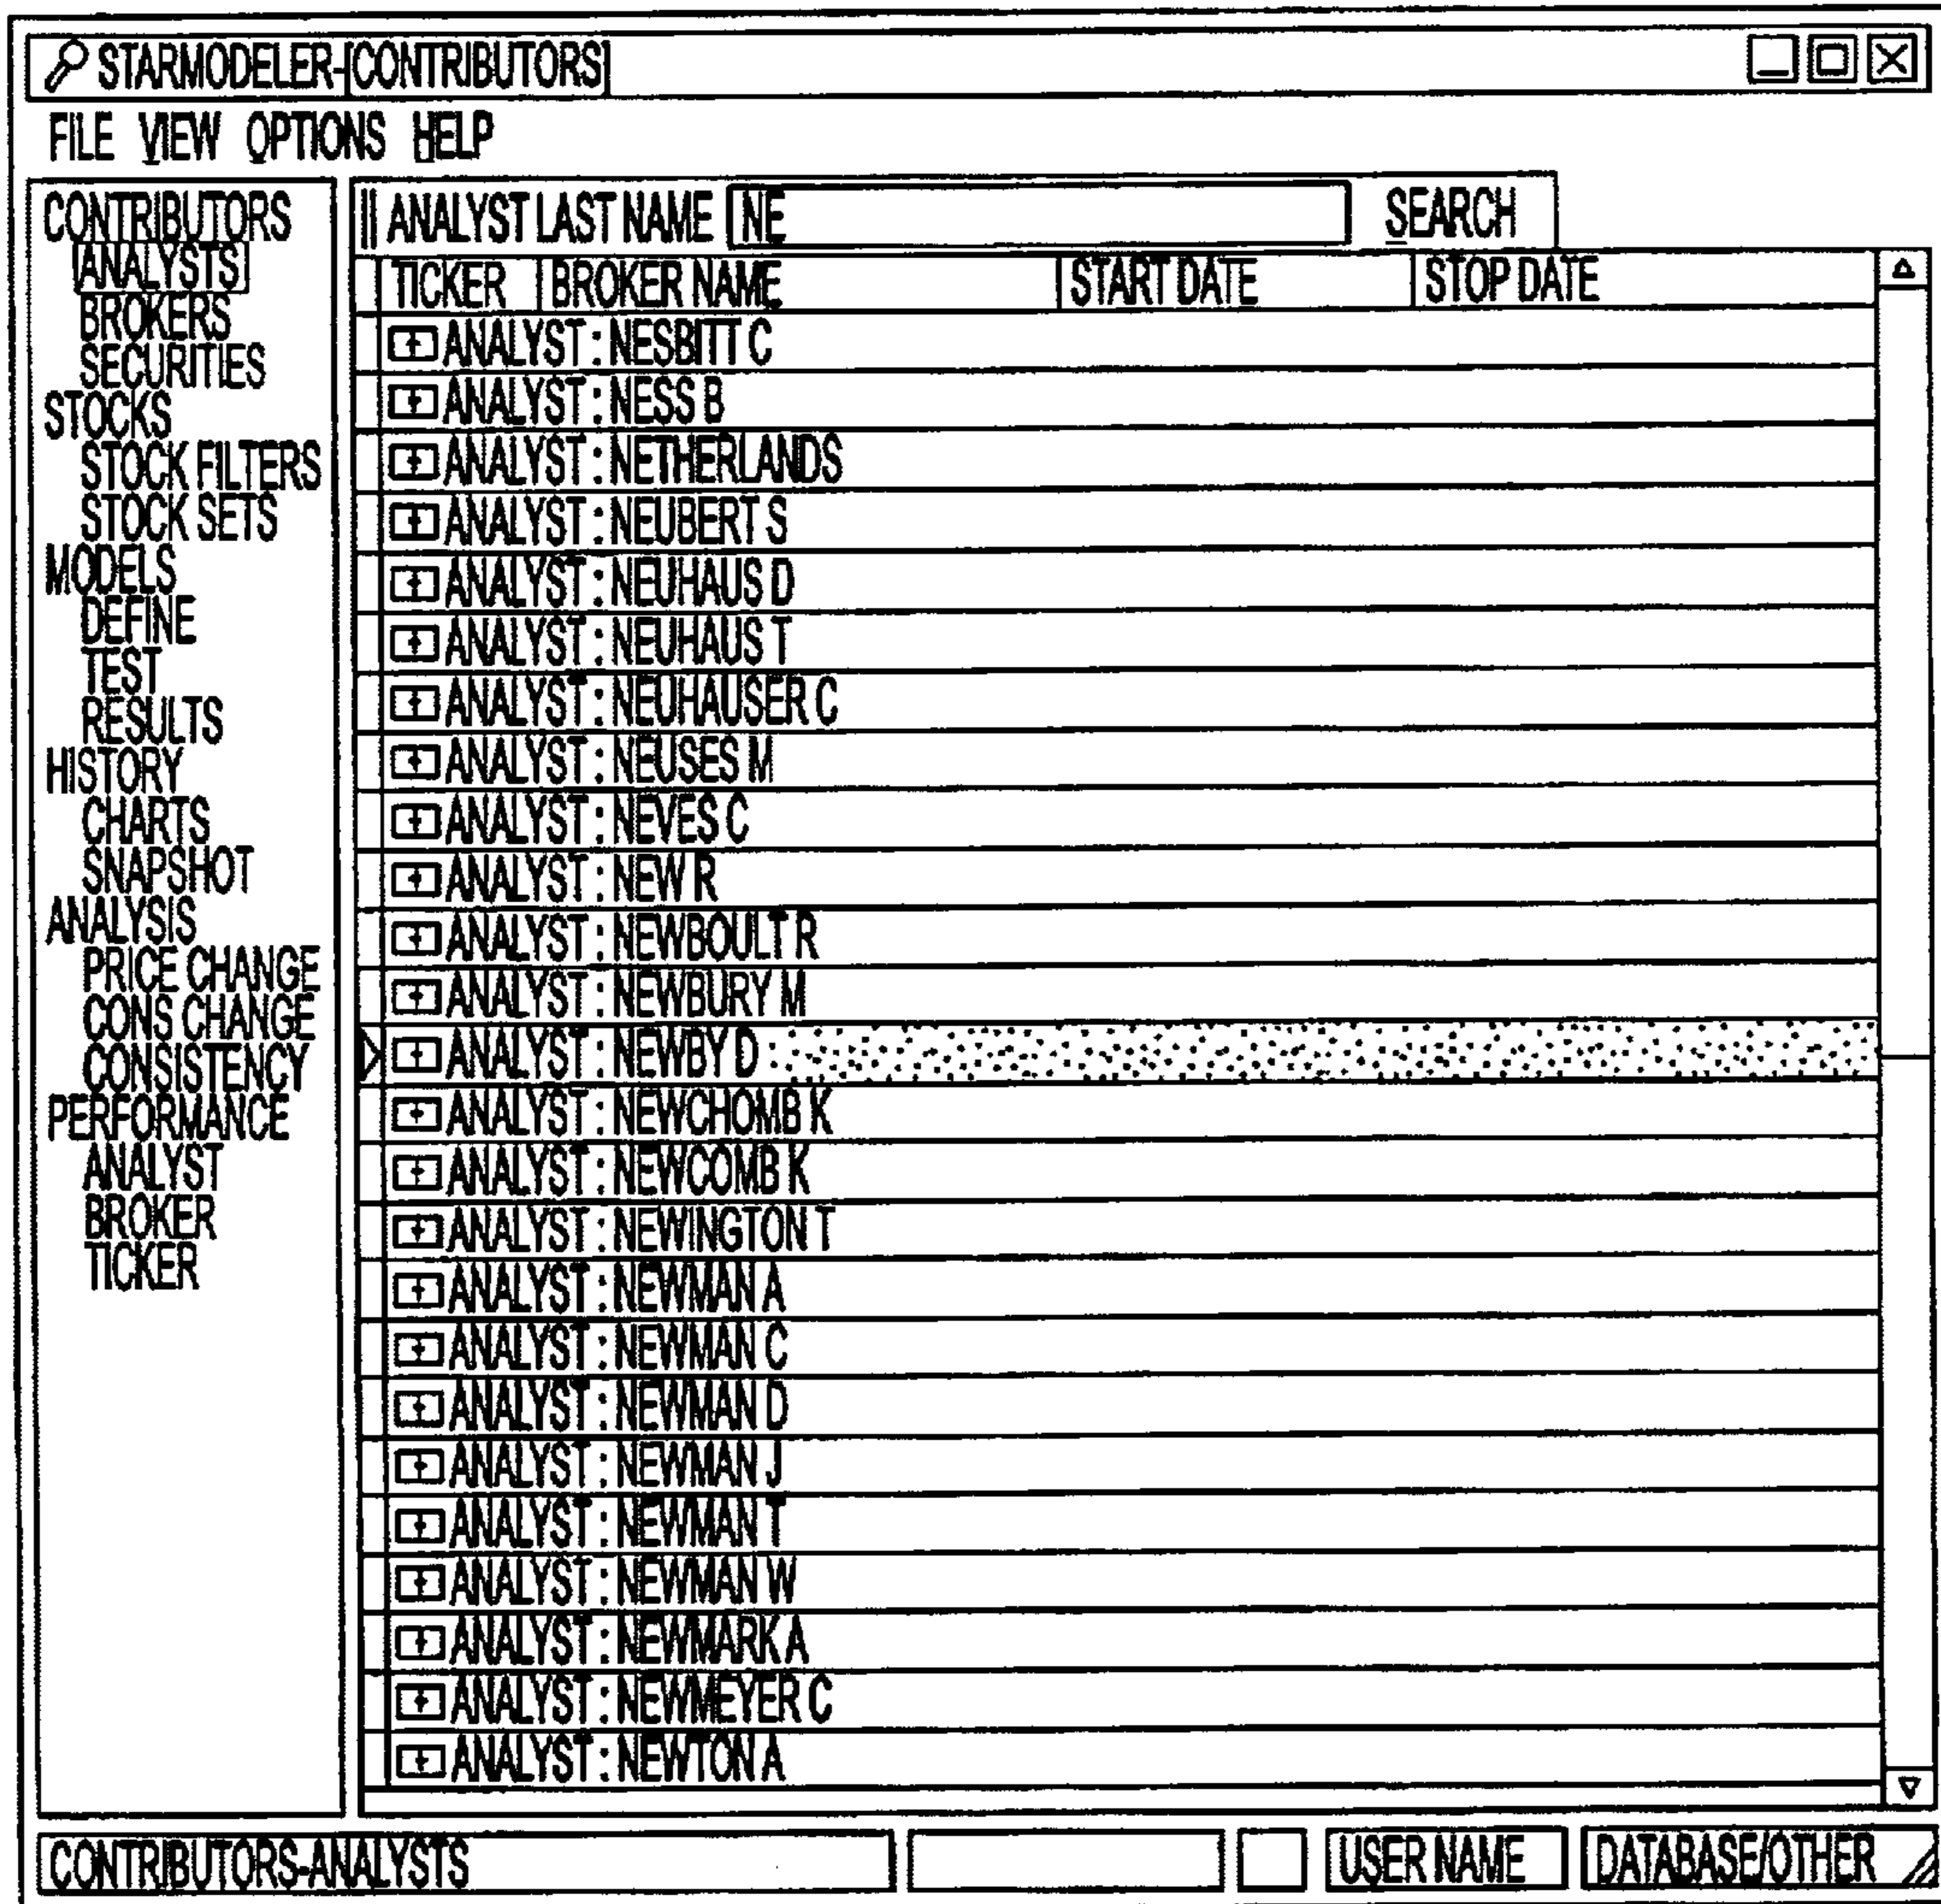 STARMODELER-[CONTRIBUTORS]
FILE VIEW OPTIONS HELP
CONTRIBUTORS
ANALYSTS
BROKERS
SECURITIES
STOCKS
STOCK FILTERS
STOCK SETS
MODELS
DEFINE
TEST
RESULTS
HISTORY
CHARTS
SNAPSHOT
ANALYSIS
PRICE CHANGE
CONS CHANGE
CONSISTENCY
PERFORMANCE
ANALYST
BROKER
TICKER
ANALYST LAST NAME NE SEARCH
TICKER BROKER NAME START DATE STOP DATE
ANALYST : NESBITT C
ANALYST : NESS B
ANALYST : NETHERLANDS
ANALYST : NEUBERT S
ANALYST : NEUHAUS D
ANALYST : NEUHAUS T
ANALYST : NEUHAUSER C
ANALYST : NEUSES M
ANALYST : NEVES C
ANALYST : NEW R
ANALYST : NEWBOULT R
ANALYST : NEWBURY M
ANALYST : NEWBY D
ANALYST : NEWCHOMB K
ANALYST : NEWCOMB K
ANALYST : NEWINGTON T
ANALYST : NEWMAN A
ANALYST : NEWMAN C
ANALYST : NEWMAN D
ANALYST : NEWMAN J
ANALYST : NEWMAN T
ANALYST : NEWMAN W
ANALYST : NEWMARK A
ANALYST : NEWMEYER C
ANALYST : NEWTON A
CONTRIBUTORS-ANALYSTS USER NAME DATABASE/OTHER